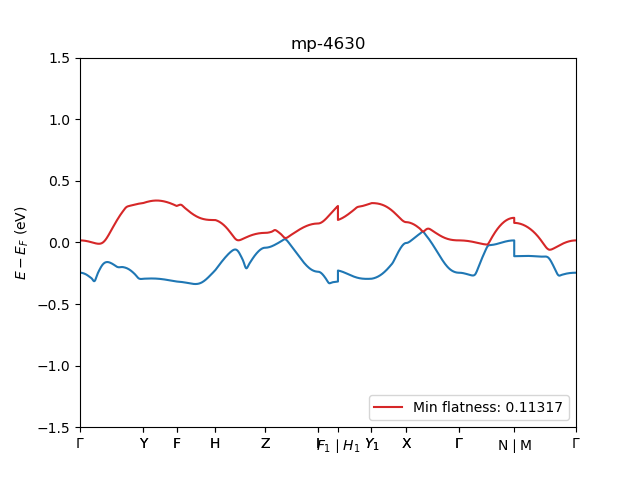 mp-4630
1.5
1.0
0.5
0.0
−0.5
−1.0
−1.5
E − E_F (eV)
Min flatness: 0.11317
Γ Y F H Z I F₁ | H₁ Y₁ X Γ N | M Γ